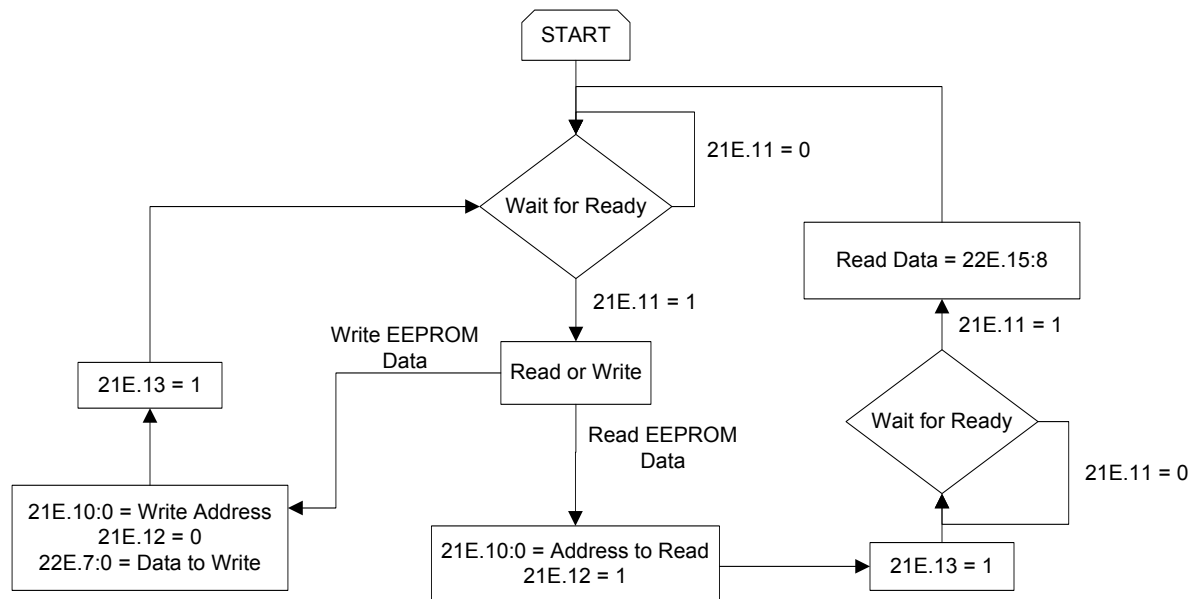 START
21E.11 = 0
Wait for Ready
Read Data = 22E.15:8
21E.11 = 1
21E.11 = 1
Write EEPROM
Data
Read or Write
21E.13 = 1
Wait for Ready
Read EEPROM
Data
21E.11 = 0
21E.10:0 = Write Address
21E.12 = 0
22E.7:0 = Data to Write
21E.10:0 = Address to Read
21E.12 = 1
21E.13 = 1